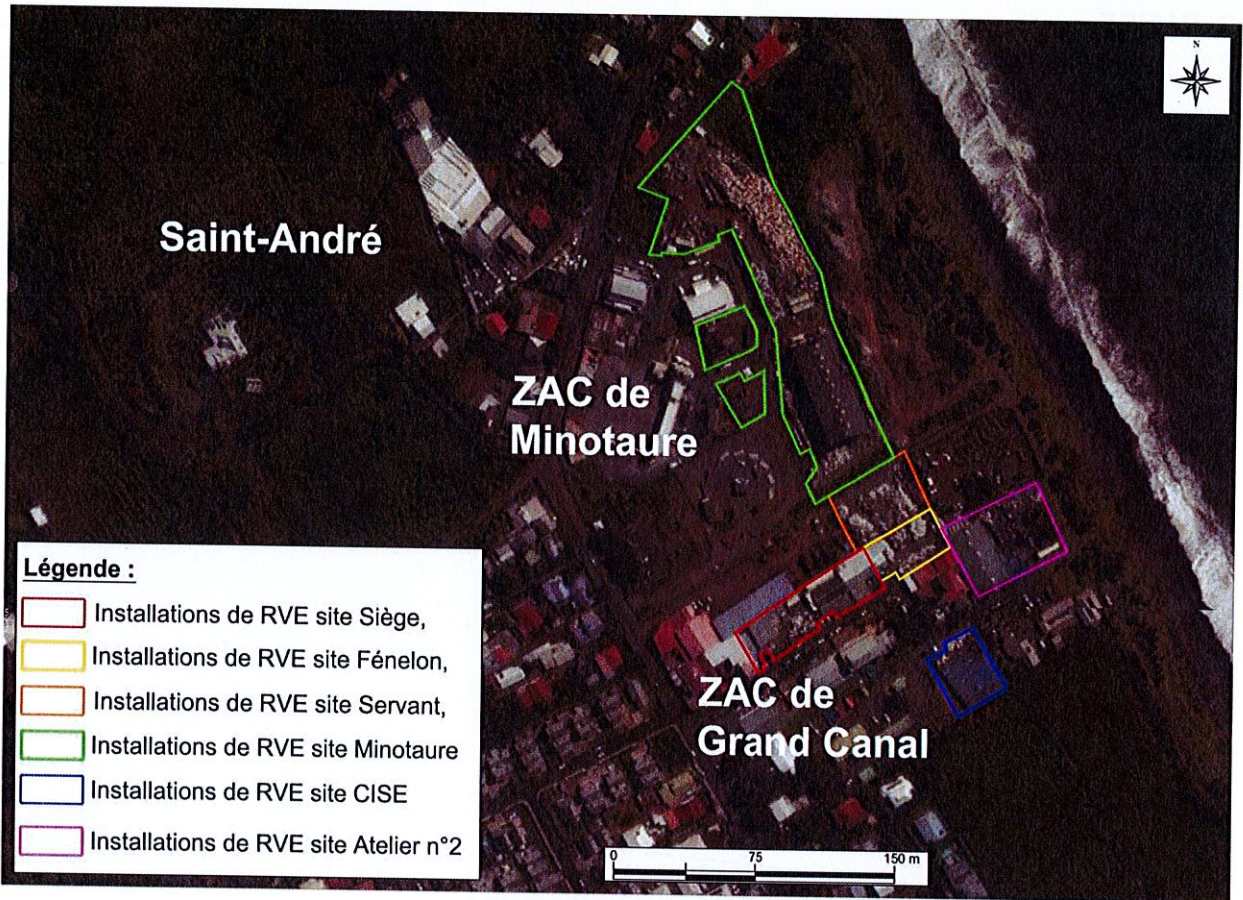 N
Saint-André
ZAC de
Minotaure
ZAC de
Grand Canal
Légende :
Installations de RVE site Siège,
Installations de RVE site Fénelon,
Installations de RVE site Servant,
Installations de RVE site Minotaure
Installations de RVE site CISE
Installations de RVE site Atelier n°2
0 75 150 m